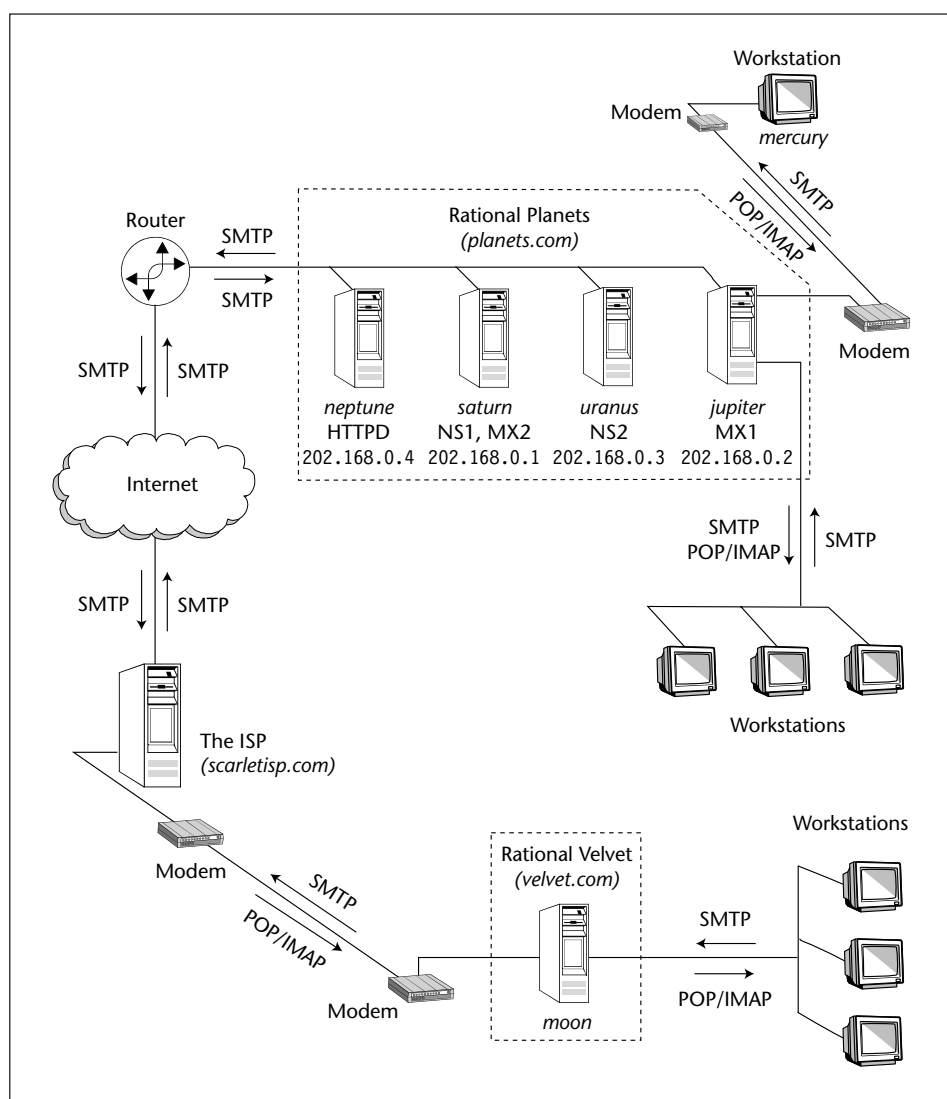 Workstation
Modem
mercury
SMTP
POP/IMAP
Router
Rational Planets
(planets.com)
SMTP
SMTP
Modem
SMTP
SMTP
neptune
HTTPD
202.168.0.4
saturn
NS1, MX2
202.168.0.1
uranus
NS2
202.168.0.3
jupiter
MX1
202.168.0.2
Internet
SMTP
POP/IMAP
SMTP
SMTP
SMTP
Workstations
The ISP
(scarletisp.com)
Modem
SMTP
POP/IMAP
Modem
Rational Velvet
(velvet.com)
moon
Workstations
SMTP
POP/IMAP